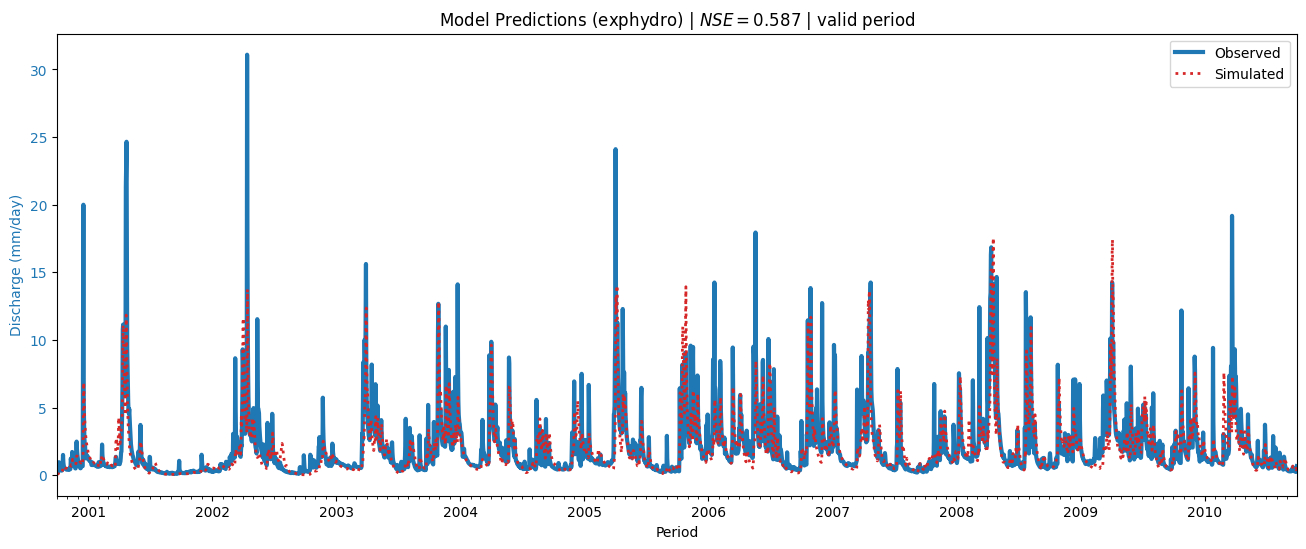 Model Predictions (exphydro) | NSE = 0.587 | valid period
Observed
Simulated
Discharge (mm/day)
30
25
20
15
10
5
0
2001 2002 2003 2004 2005 2006 2007 2008 2009 2010
Period